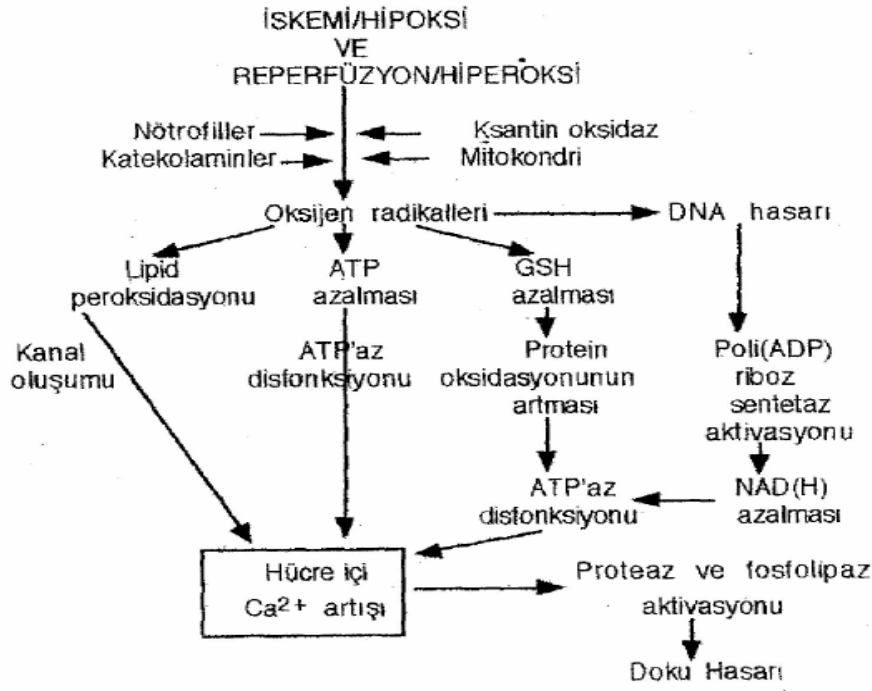 İSKEMİ/HİPOKSİ
VE
REPERFÜZYON/HİPEROKSİ
Nötrofiller
Ksantin oksidaz
Katekolaminler
Mitokondri
Oksijen radikalleri
DNA hasarı
Lipid
peroksidasyonu
ATP
azalması
GSH
azalması
Kanal
oluşumu
ATP'az
disfonksiyonu
Protein
oksidasyonunun
artması
Poli(ADP)
riboz
sentetaz
aktivasyonu
ATP'az
disfonksiyonu
NAD(H)
azalması
Hücre içi
Ca2+ artışı
Proteaz ve fosfolipaz
aktivasyonu
Doku Hasarı